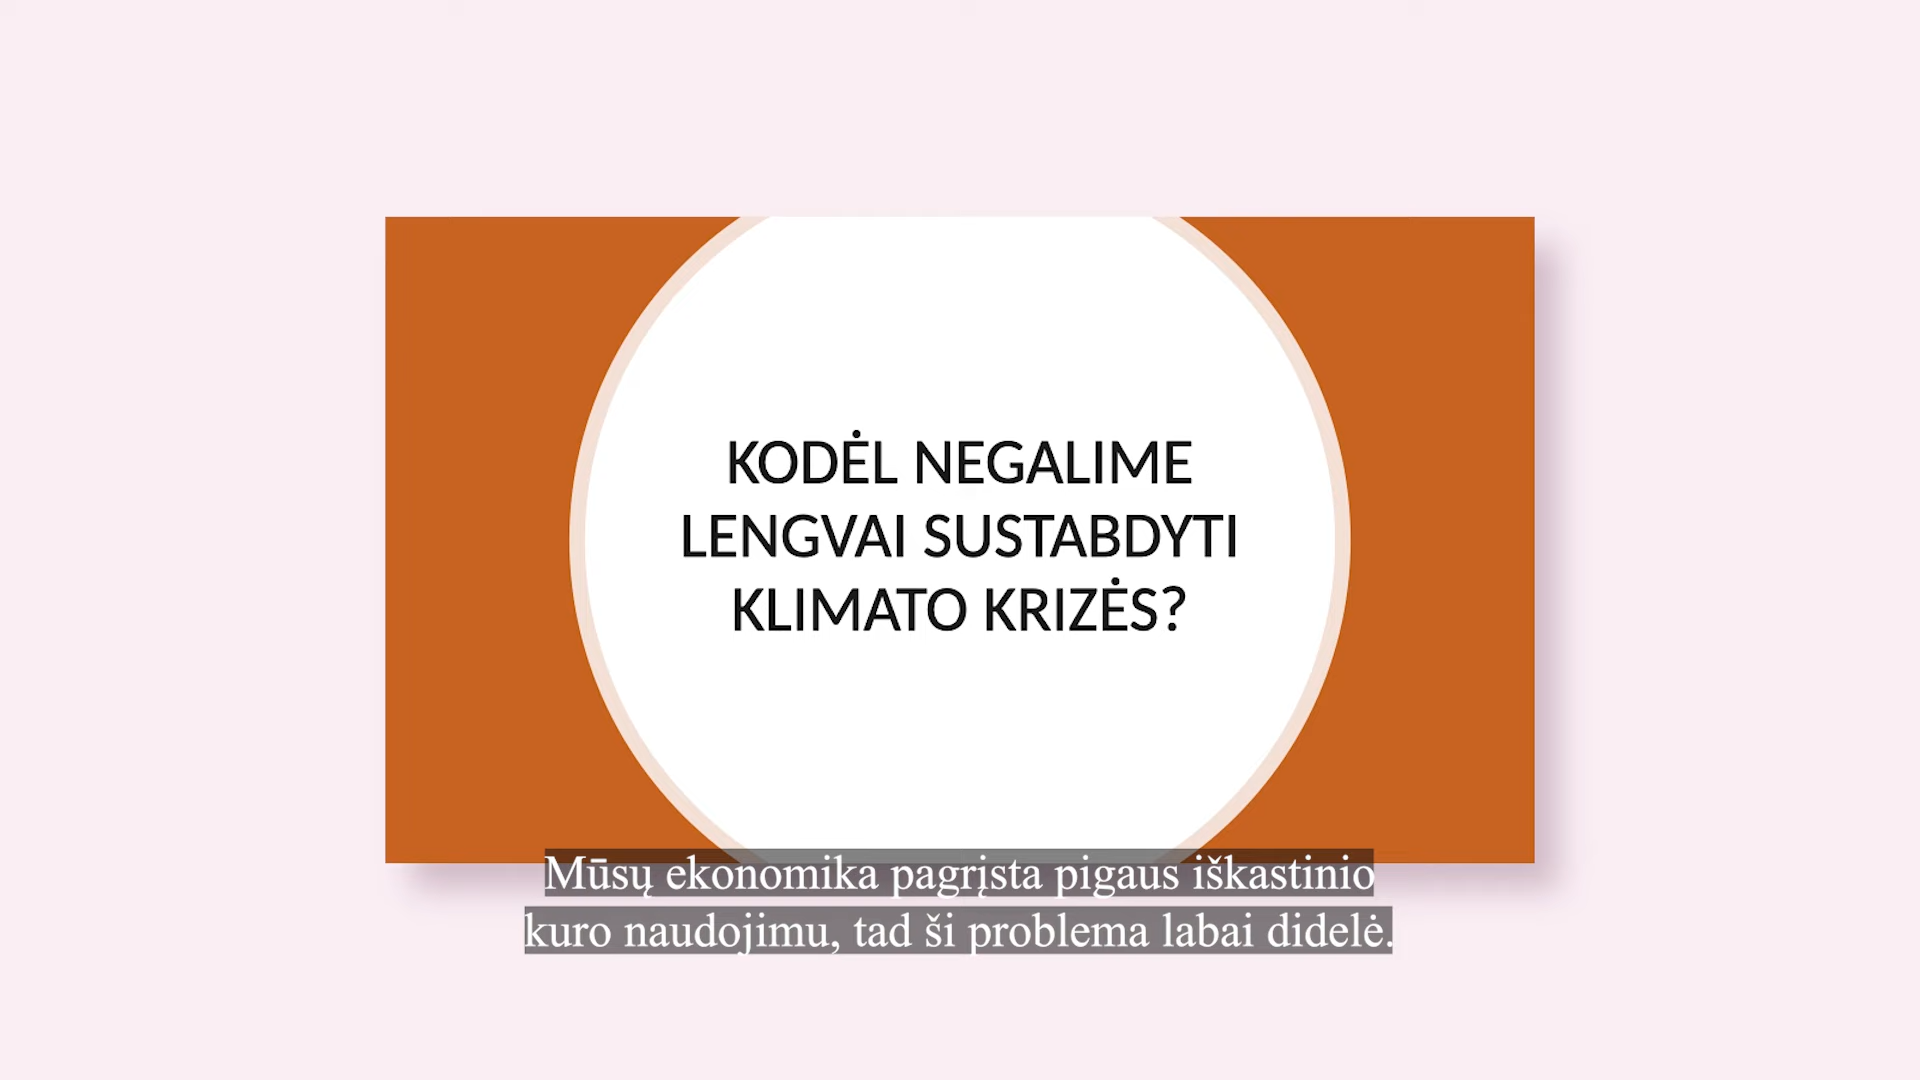 KODĖL NEGALIME
LENGVAI SUSTABDYTI
KLIMATO KRIZĖS?
Mūsų ekonomika pagrįsta pigaus iškastinio
kuro naudojimu, tad ši problema labai didelė.